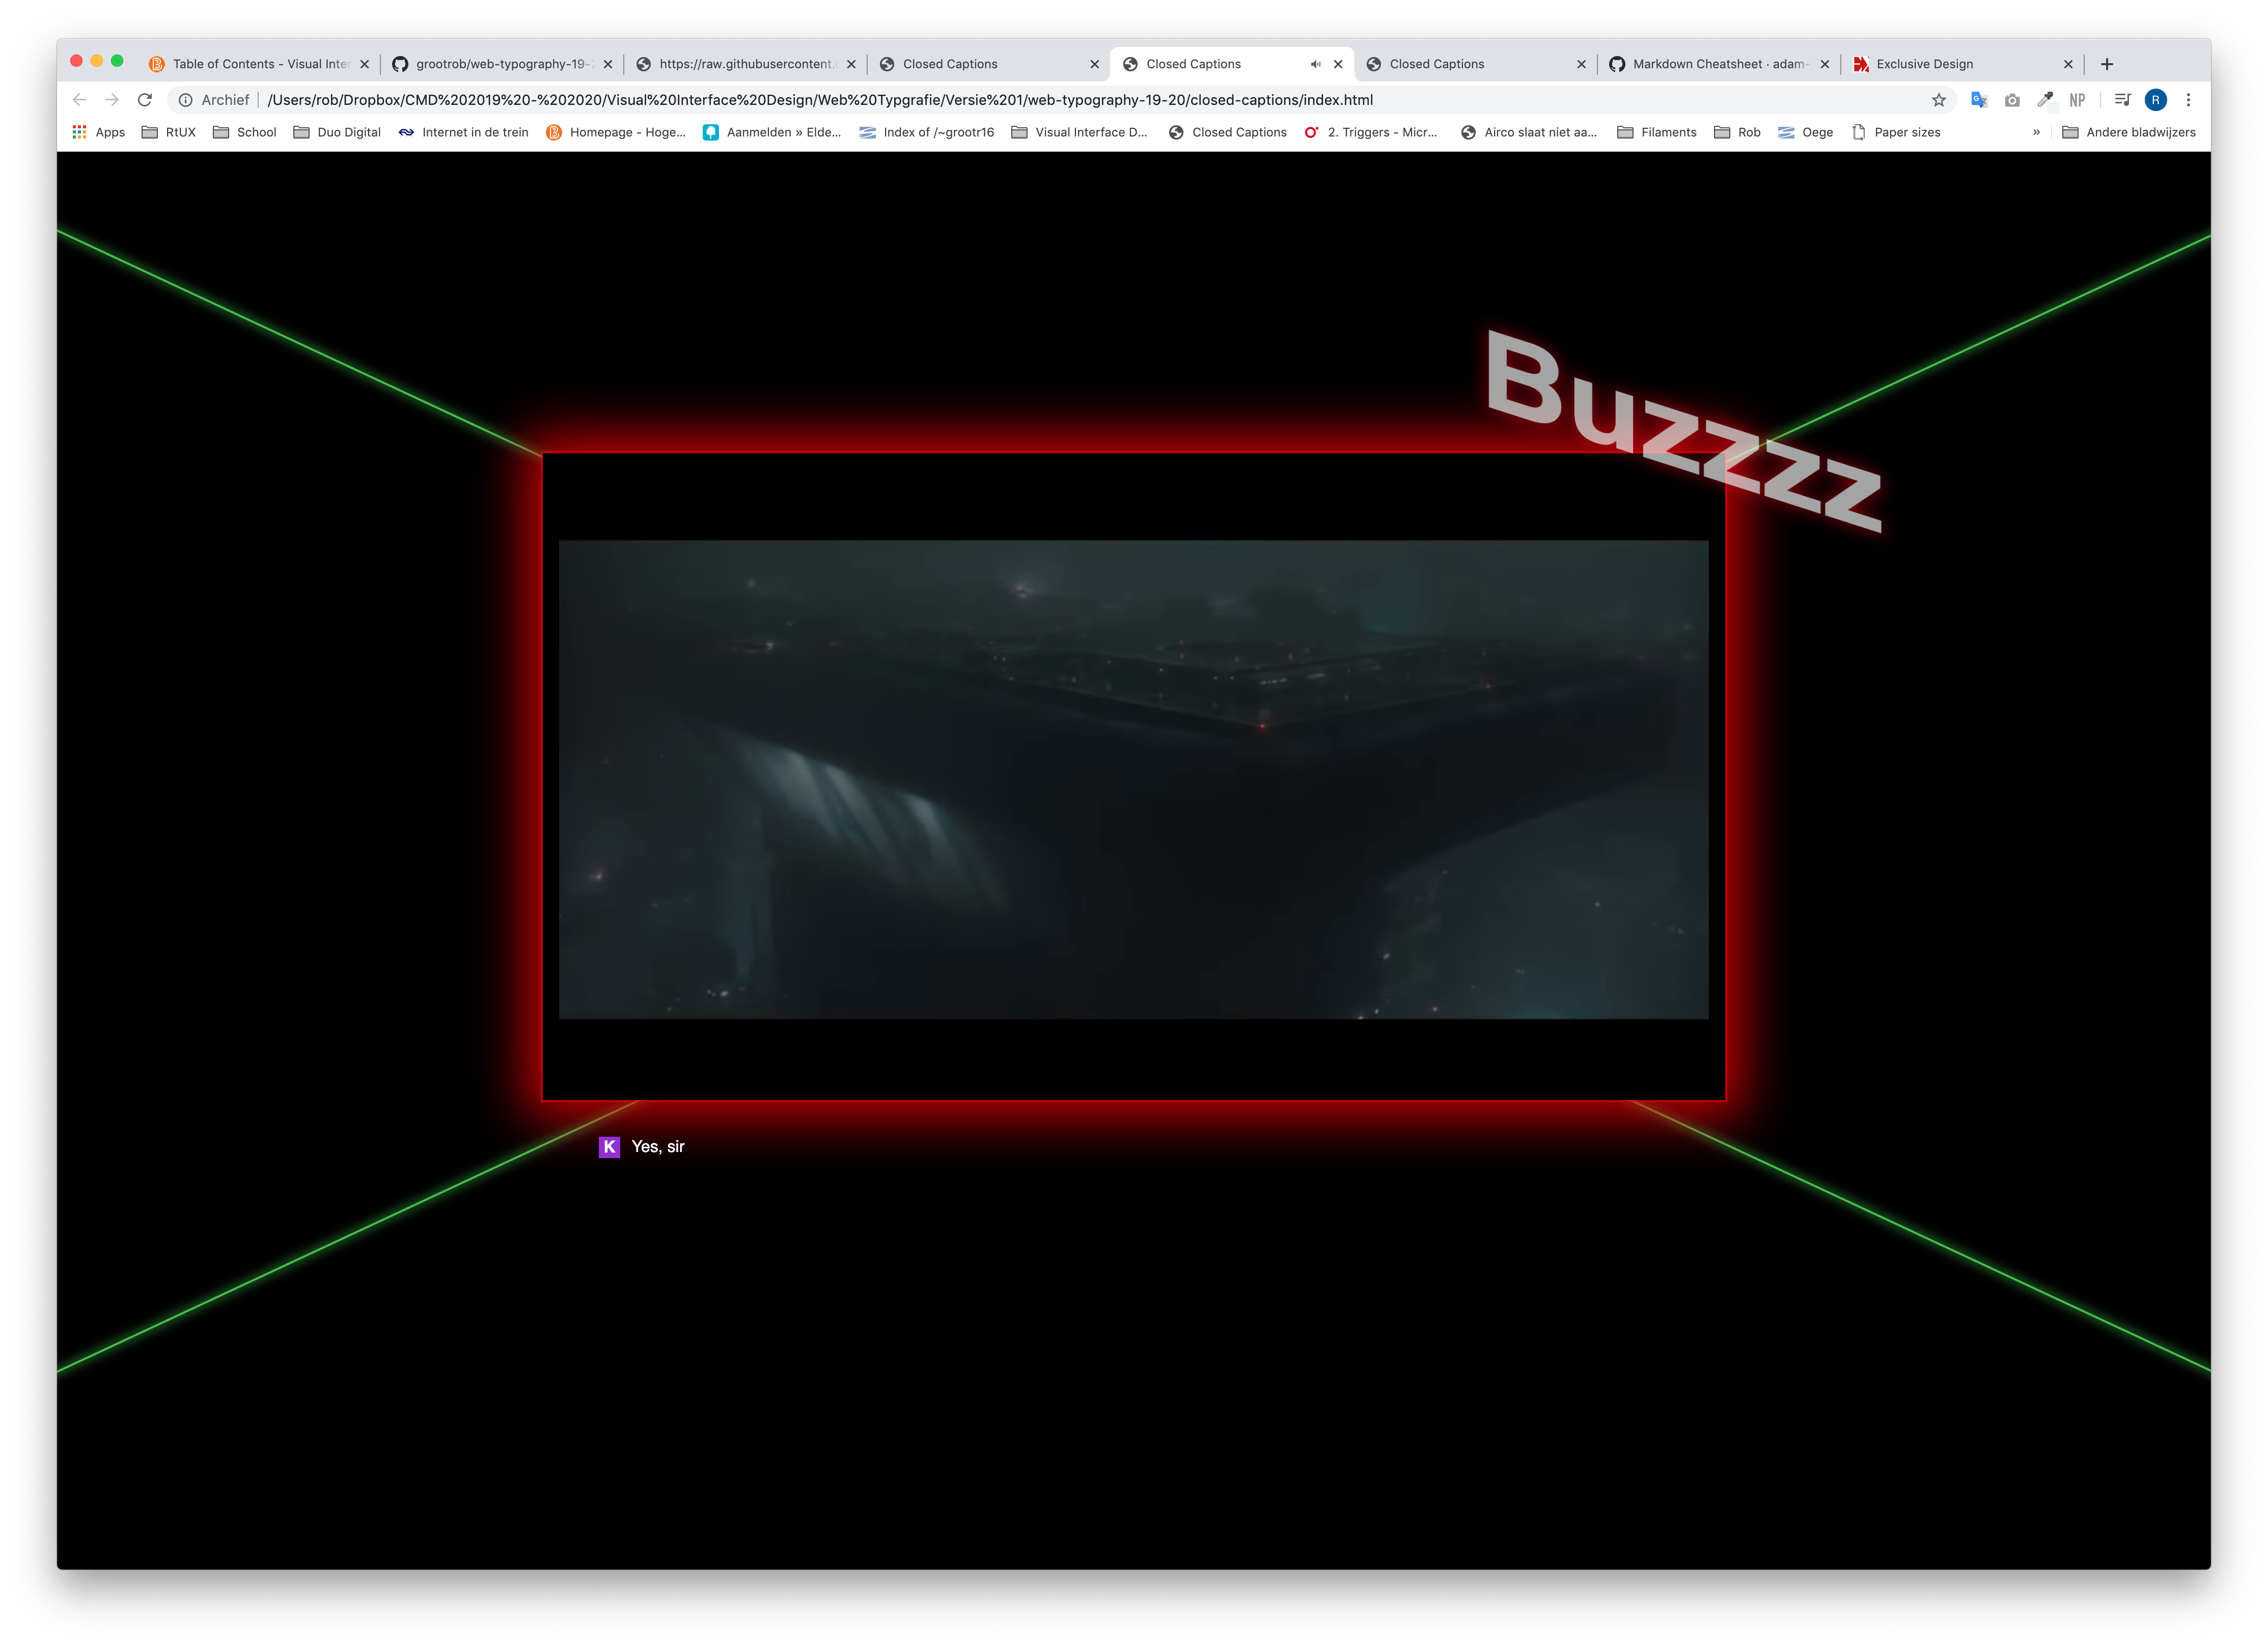 Table of Contents - Visual Inter
grootrob/web-typography-19-2
https://raw.githubusercontent.
Closed Captions
Closed Captions
Closed Captions
Markdown Cheatsheet · adam-
Exclusive Design
Archief
/Users/rob/Dropbox/CMD%202019%20-%202020/Visual%20Interface%20Design/Web%20Typgrafie/Versie%201/web-typography-19-20/closed-captions/index.html
NP
R
Apps
RtUX
School
Duo Digital
Internet in de trein
Homepage - Hoge...
Aanmelden » Elde...
Index of /~grootr16
Visual Interface D...
Closed Captions
2. Triggers - Micr...
Airco slaat niet aa...
Filaments
Rob
Oege
Paper sizes
»
Andere bladwijzers
Buzzzz
K Yes, sir